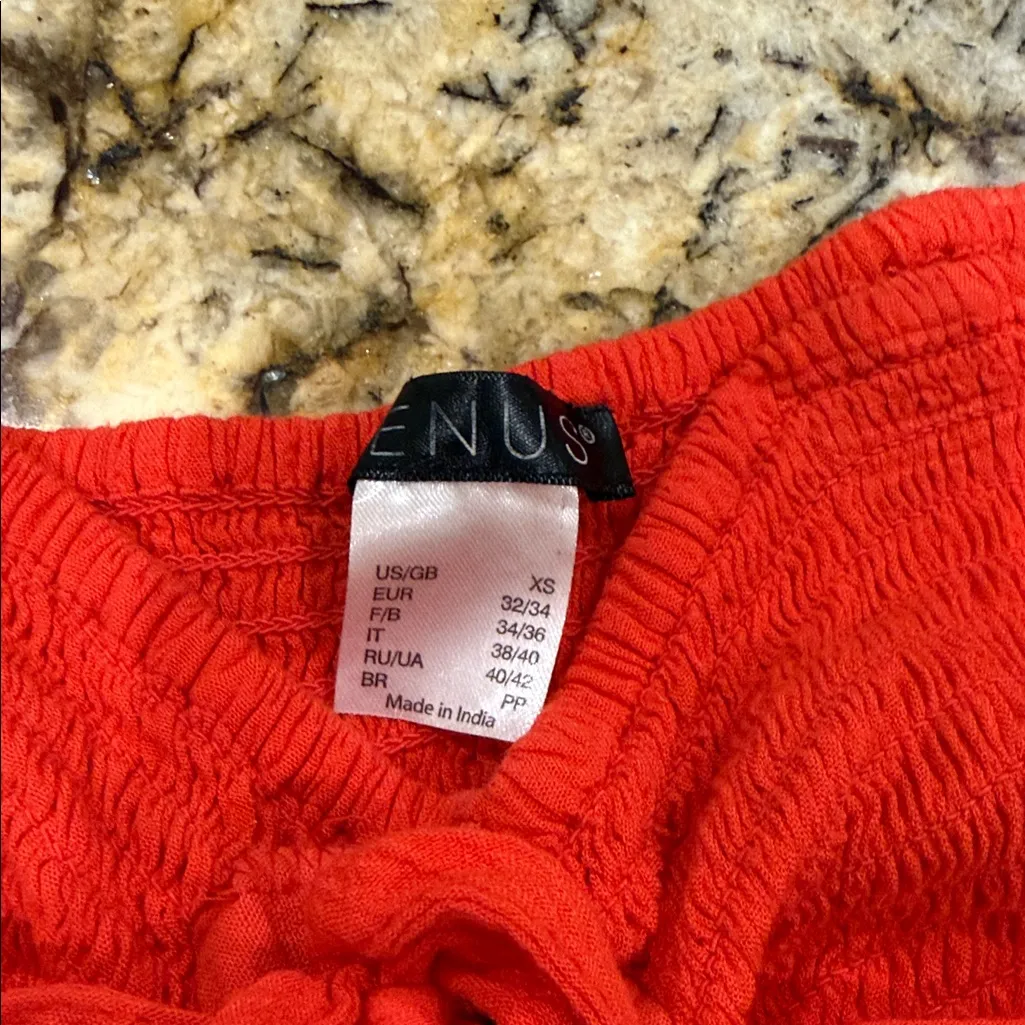 ENUS®
US/GB XS
EUR 32/34
F/B 34/36
IT 38/40
RU/UA 40/42
BR PP
Made in India